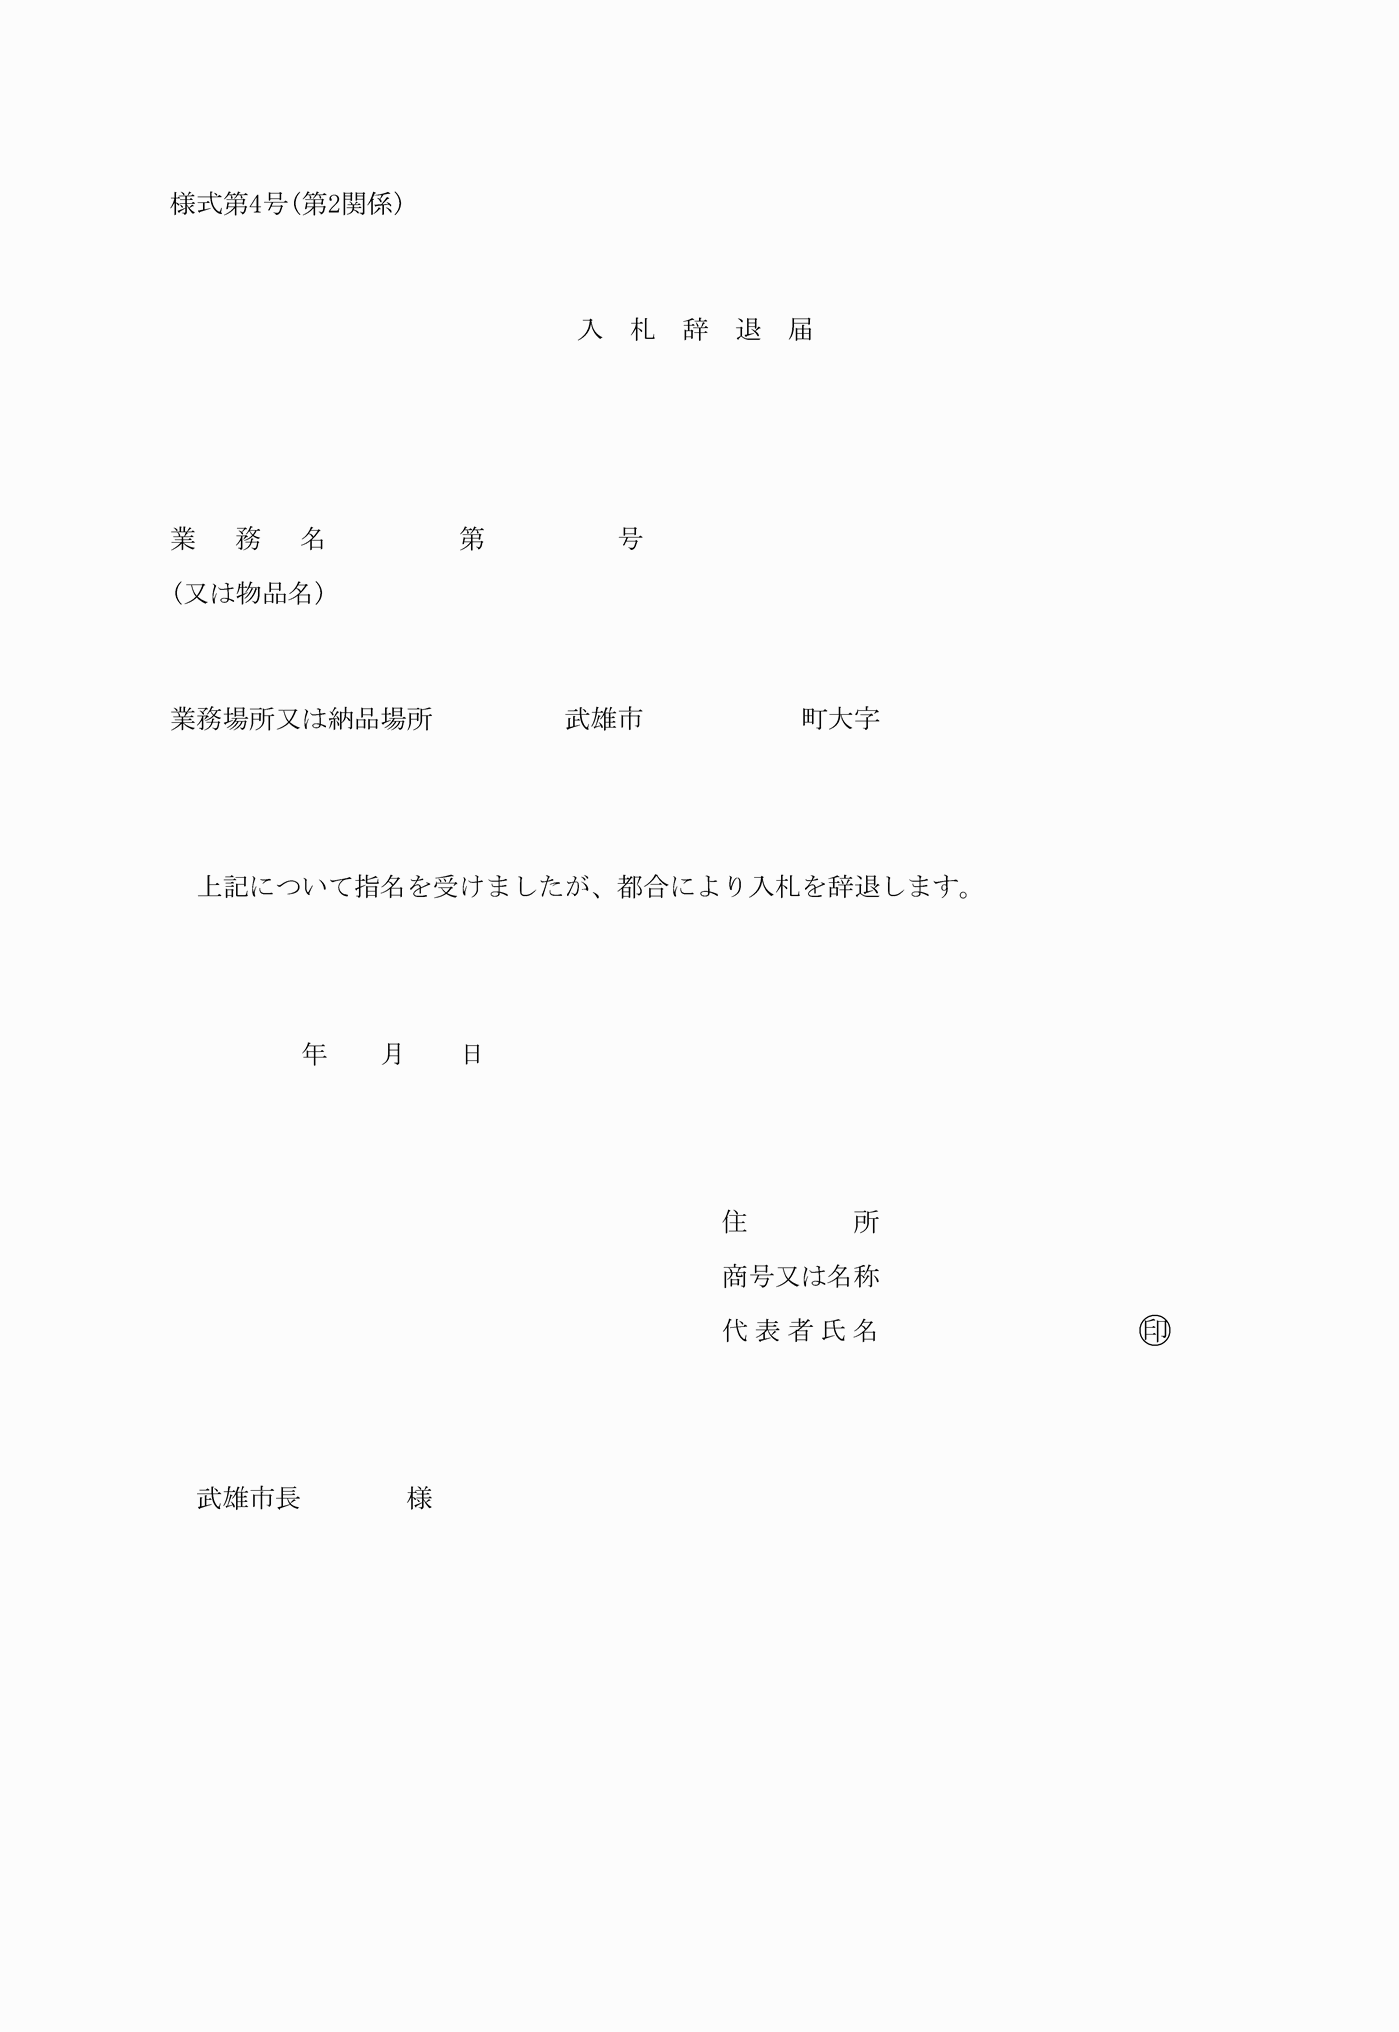 様式第4号(第2関係)
入　札　辞　退　届
業　務　名　　　　　第　　　　　号
(又は物品名)
業務場所又は納品場所　　　　　武雄市　　　　　　町大字
上記について指名を受けましたが、都合により入札を辞退します。
年　　月　　日
住　　　　所
商号又は名称
代表者氏名　　　　　　　　　　㊞
武雄市長　　　　様